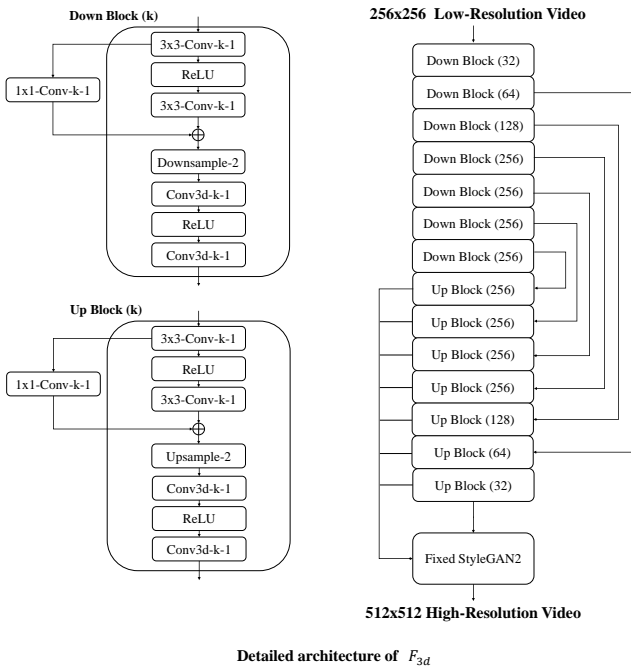 Down Block (k)
3x3-Conv-k-1
ReLU
1x1-Conv-k-1
3x3-Conv-k-1
Downsample-2
Conv3d-k-1
ReLU
Conv3d-k-1
Up Block (k)
3x3-Conv-k-1
ReLU
1x1-Conv-k-1
3x3-Conv-k-1
Upsample-2
Conv3d-k-1
ReLU
Conv3d-k-1
256x256 Low-Resolution Video
Down Block (32)
Down Block (64)
Down Block (128)
Down Block (256)
Down Block (256)
Down Block (256)
Down Block (256)
Up Block (256)
Up Block (256)
Up Block (256)
Up Block (256)
Up Block (128)
Up Block (64)
Up Block (32)
Fixed StyleGAN2
512x512 High-Resolution Video
Detailed architecture of F3d